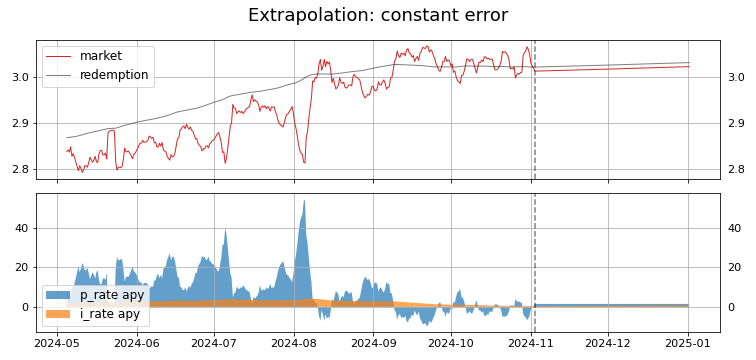 Extrapolation: constant error
market
redemption
3.0 3.0
2.9 2.9
2.8 2.8
40 40
20 20
0 0
p_rate apy
i_rate apy
2024-05 2024-06 2024-07 2024-08 2024-09 2024-10 2024-11 2024-12 2025-01